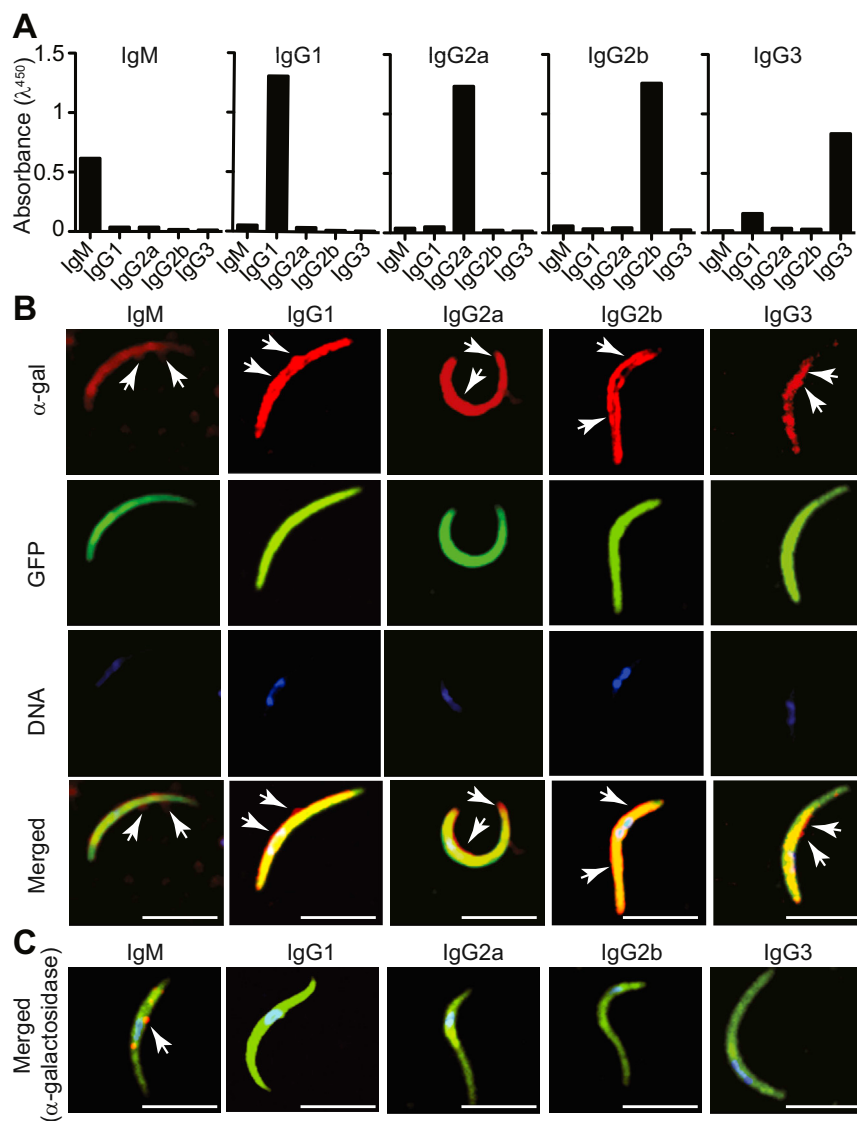 A
IgM IgG1 IgG2a IgG2b IgG3
Absorbance (λ⁴⁵⁰)
1.5
1
0.5
0
IgM IgG1 IgG2a IgG2b IgG3 IgM IgG1 IgG2a IgG2b IgG3 IgM IgG1 IgG2a IgG2b IgG3 IgM IgG1 IgG2a IgG2b IgG3 IgM IgG1 IgG2a IgG2b IgG3
B
IgM IgG1 IgG2a IgG2b IgG3
α-gal
GFP
DNA
Merged
C
IgM IgG1 IgG2a IgG2b IgG3
Merged
(α-galactosidase)